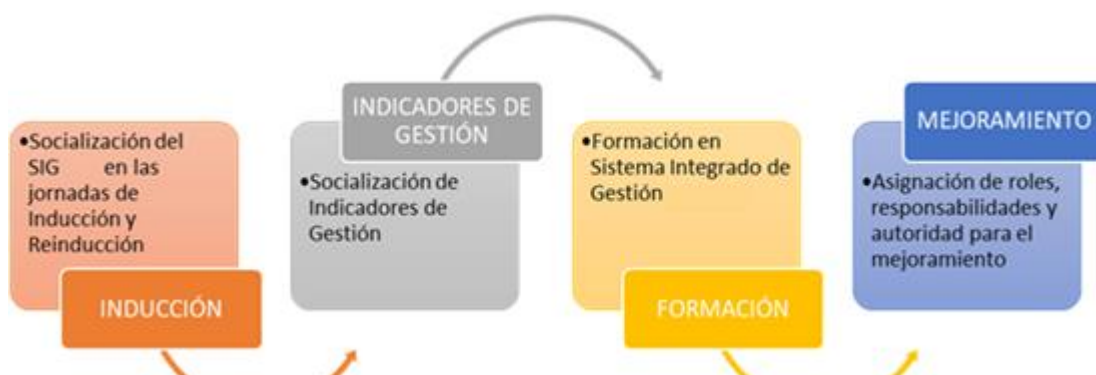 •Socialización del
SIG en las
jornadas de
Inducción y
Reinducción
INDUCCIÓN
INDICADORES DE
GESTIÓN
•Socialización de
Indicadores de
Gestión
•Formación en
Sistema Integrado de
Gestión
FORMACIÓN
MEJORAMIENTO
•Asignación de roles,
responsabilidades y
autoridad para el
mejoramiento